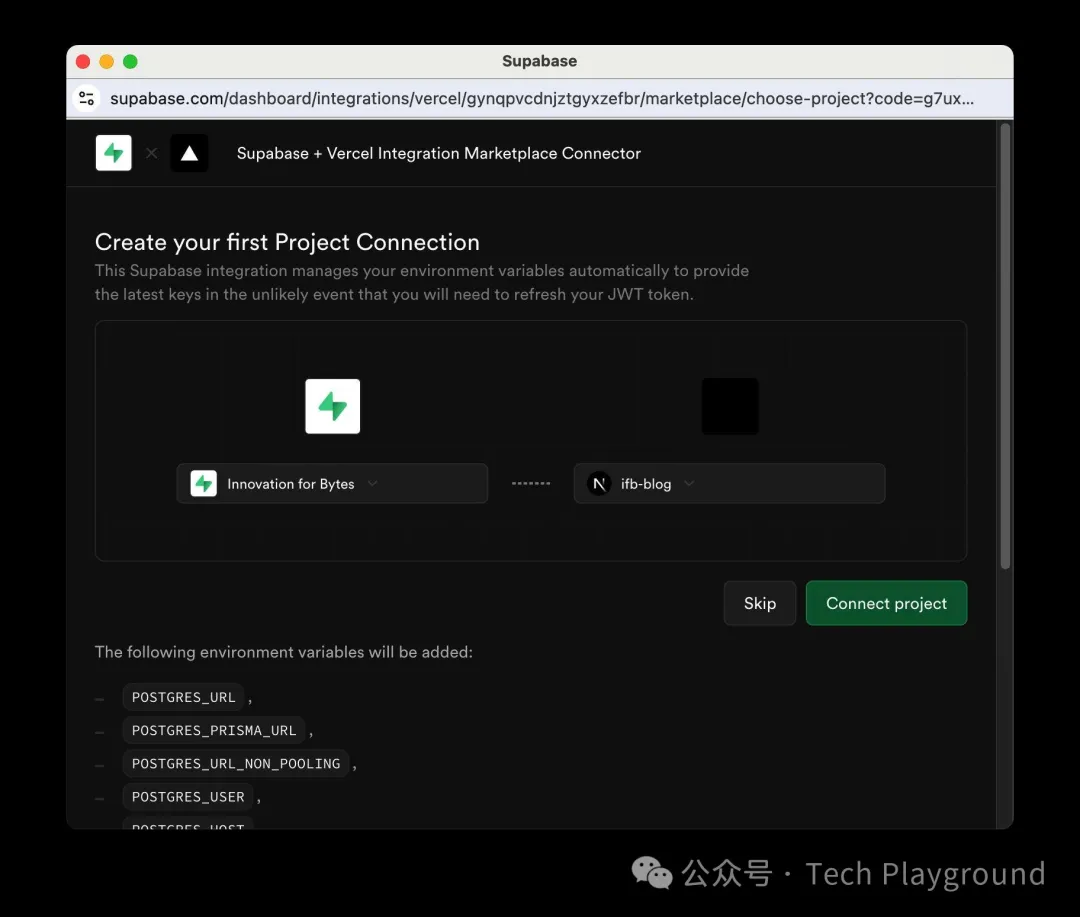 Supabase
supabase.com/dashboard/integrations/vercel/gynqpvcdnjztgyxzefbr/marketplace/choose-project?code=g7ux...
Supabase + Vercel Integration Marketplace Connector
Create your first Project Connection
This Supabase integration manages your environment variables automatically to provide
the latest keys in the unlikely event that you will need to refresh your JWT token.
Innovation for Bytes
N ifb-blog
Skip
Connect project
The following environment variables will be added:
– POSTGRES_URL ,
– POSTGRES_PRISMA_URL ,
– POSTGRES_URL_NON_POOLING ,
– POSTGRES_USER ,
POSTGRES_HOST
公众号 · Tech Playground